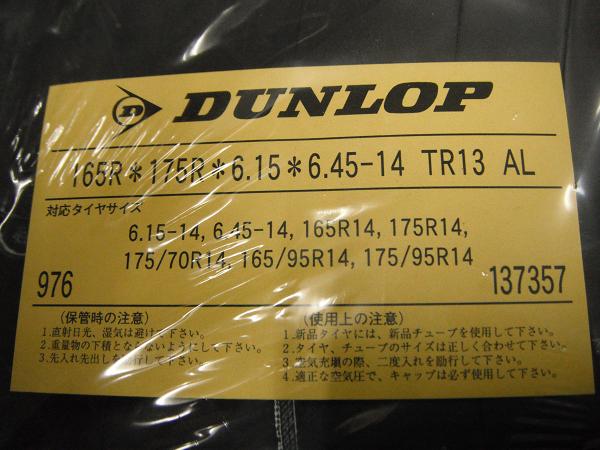 D DUNLOP
165R*175R*6.15*6.45-14 TR13 AL
対応タイヤサイズ
6.15-14, 6.45-14, 165R14, 175R14,
175/70R14, 165/95R14, 175/95R14
976
137357
(保管時の注意)
1.直射日光、湿気は避けて下さい。
2.重量物の下積とならないようにして下さい。
3.先入れ先出しを励行して下さい。
(使用上の注意)
1.新品タイヤには、新品チューブを使用して下さい。
2.タイヤ、チューブのサイズは正しく合わせて下さい。
3.空気充塡の際、二度入れを励行して下さい。
4.適正な空気圧で、キャップは必ず使用して下さい。